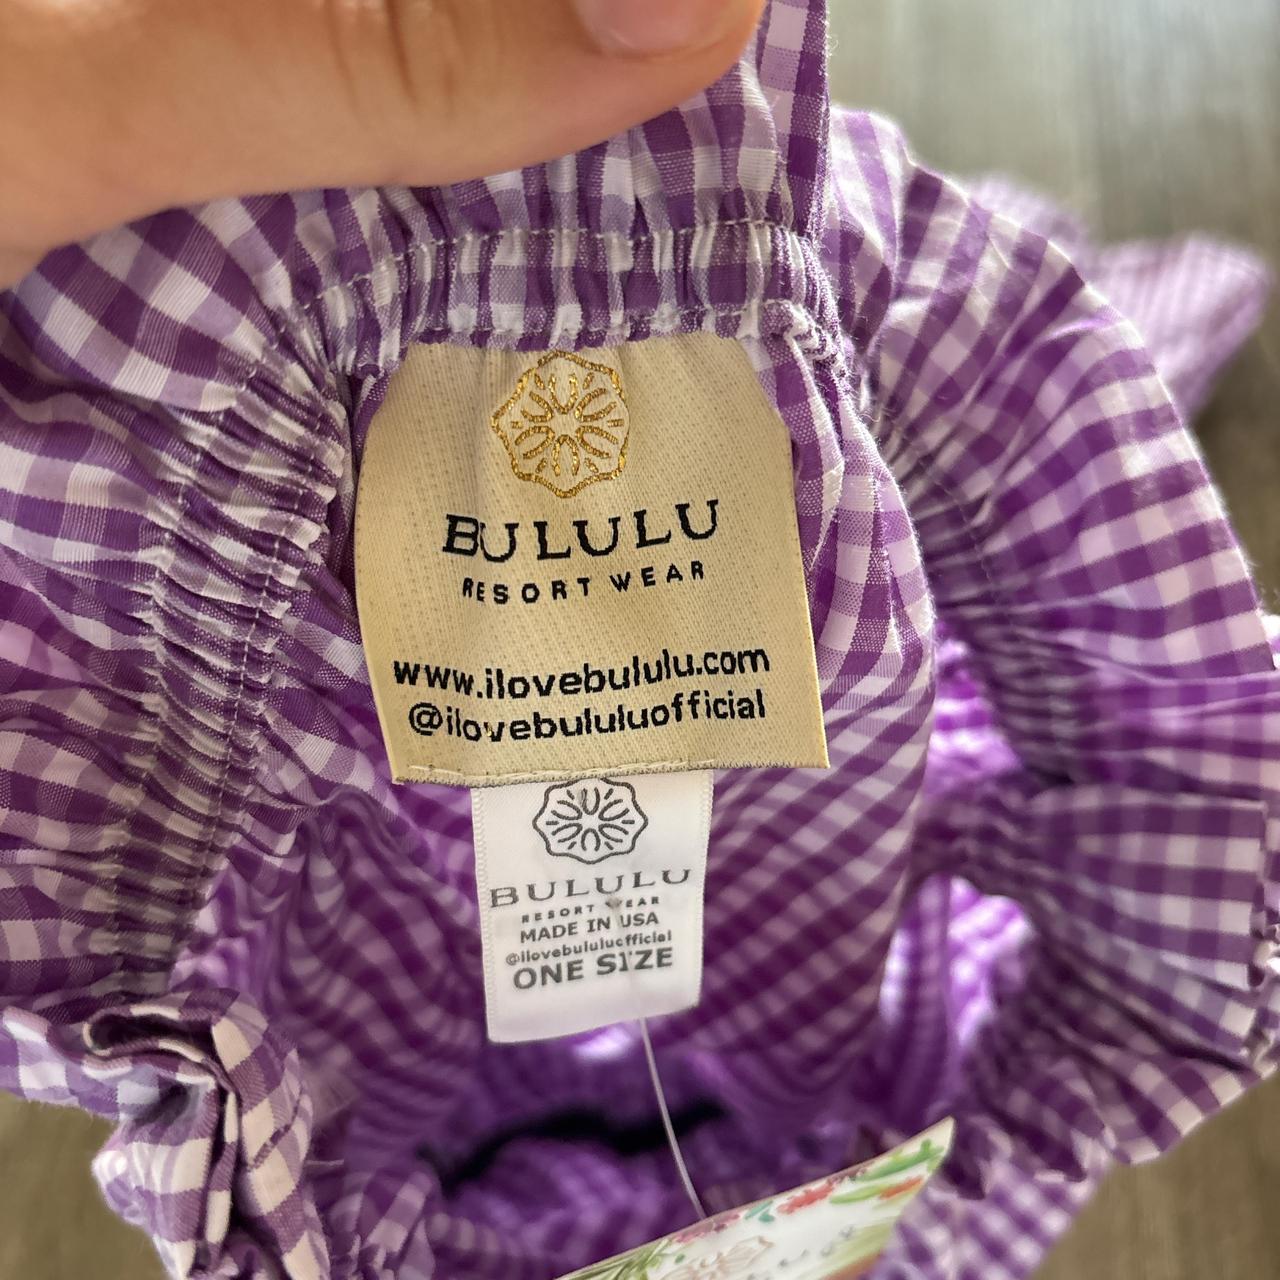 BULULU
RESORT WEAR
www.ilovebululu.com
@ilovebululuofficial
BULULU
RESORT WEAR
MADE IN USA
@ilovebululuofficial
ONE SIZE